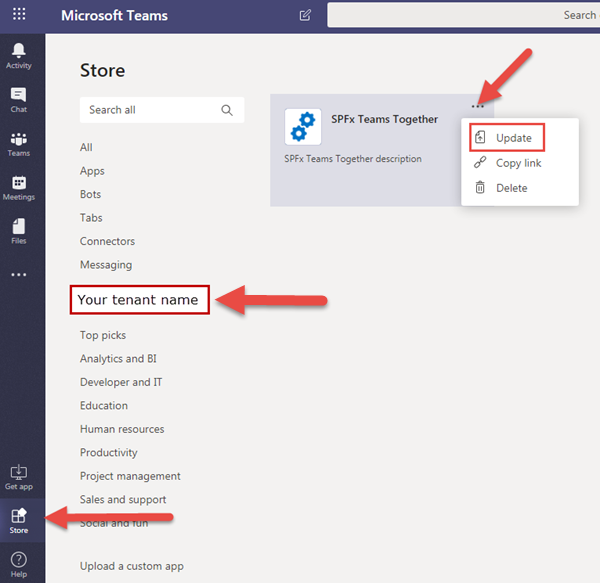 Microsoft Teams
Search
Activity
Chat
Teams
Meetings
Files
Get app
Store
Help
Store
Search all
All
Apps
Bots
Tabs
Connectors
Messaging
Your tenant name
Top picks
Analytics and BI
Developer and IT
Education
Human resources
Productivity
Project management
Sales and support
Social and fun
Upload a custom app
SPFx Teams Together
SPFx Teams Together description
Update
Copy link
Delete